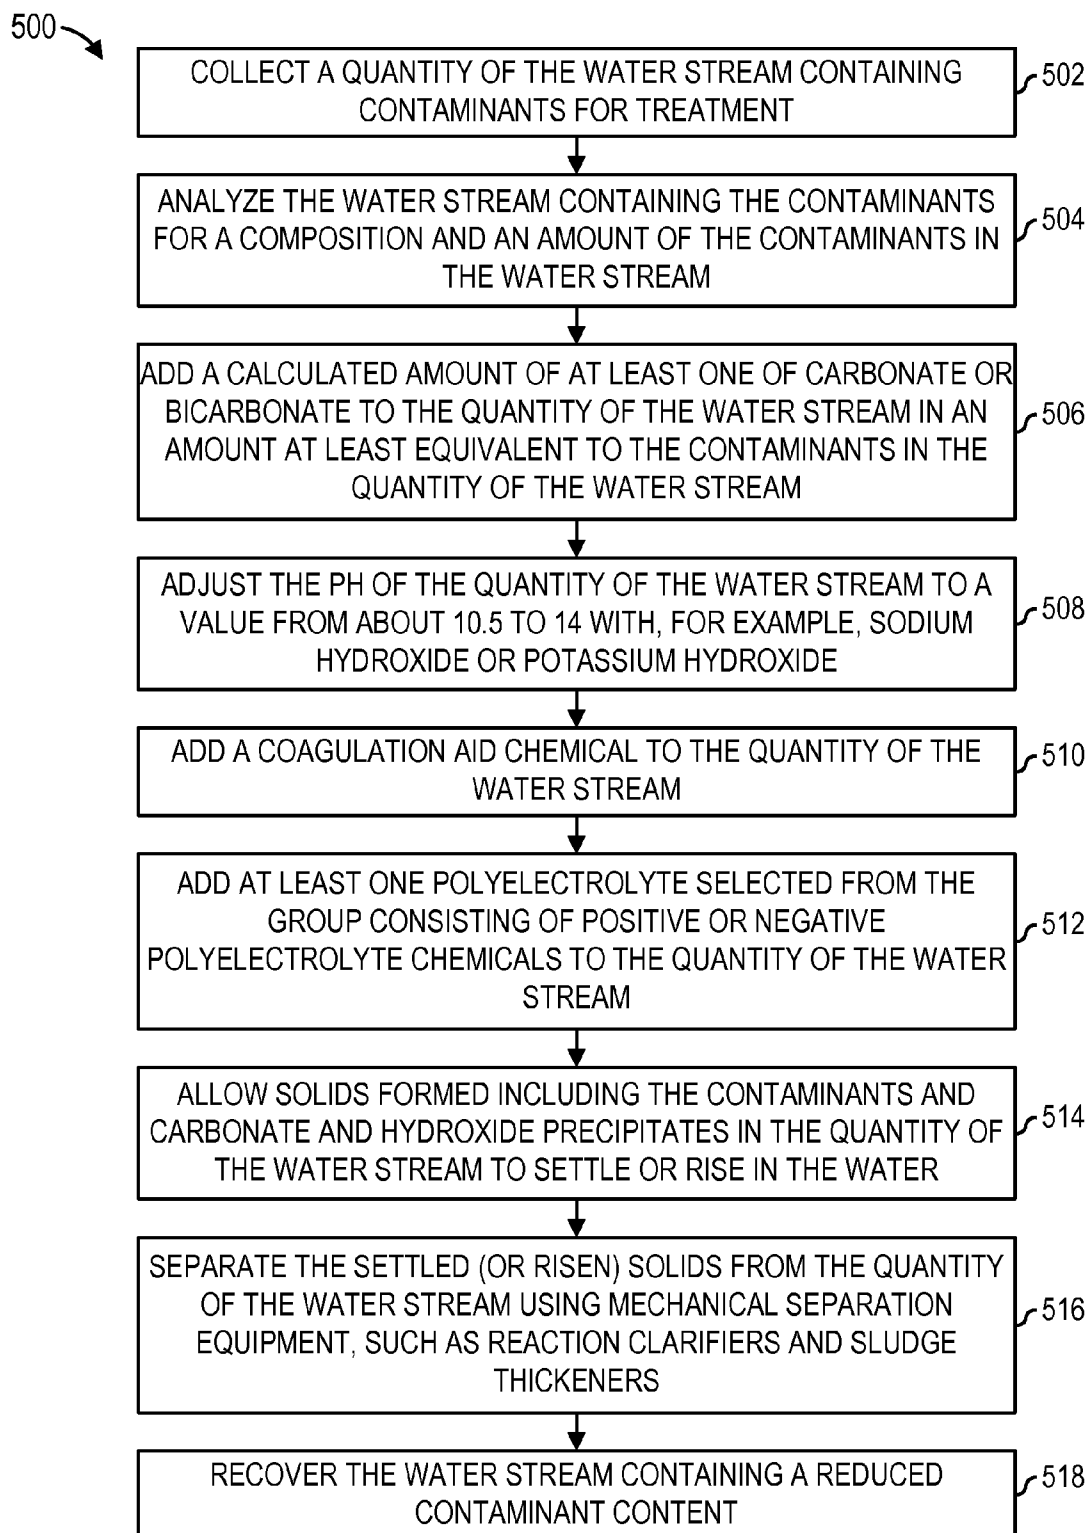 500
COLLECT A QUANTITY OF THE WATER STREAM CONTAINING
CONTAMINANTS FOR TREATMENT
502
ANALYZE THE WATER STREAM CONTAINING THE CONTAMINANTS
FOR A COMPOSITION AND AN AMOUNT OF THE CONTAMINANTS IN
THE WATER STREAM
504
ADD A CALCULATED AMOUNT OF AT LEAST ONE OF CARBONATE OR
BICARBONATE TO THE QUANTITY OF THE WATER STREAM IN AN
AMOUNT AT LEAST EQUIVALENT TO THE CONTAMINANTS IN THE
QUANTITY OF THE WATER STREAM
506
ADJUST THE PH OF THE QUANTITY OF THE WATER STREAM TO A
VALUE FROM ABOUT 10.5 TO 14 WITH, FOR EXAMPLE, SODIUM
HYDROXIDE OR POTASSIUM HYDROXIDE
508
ADD A COAGULATION AID CHEMICAL TO THE QUANTITY OF THE
WATER STREAM
510
ADD AT LEAST ONE POLYELECTROLYTE SELECTED FROM THE
GROUP CONSISTING OF POSITIVE OR NEGATIVE
POLYELECTROLYTE CHEMICALS TO THE QUANTITY OF THE WATER
STREAM
512
ALLOW SOLIDS FORMED INCLUDING THE CONTAMINANTS AND
CARBONATE AND HYDROXIDE PRECIPITATES IN THE QUANTITY OF
THE WATER STREAM TO SETTLE OR RISE IN THE WATER
514
SEPARATE THE SETTLED (OR RISEN) SOLIDS FROM THE QUANTITY
OF THE WATER STREAM USING MECHANICAL SEPARATION
EQUIPMENT, SUCH AS REACTION CLARIFIERS AND SLUDGE
THICKENERS
516
RECOVER THE WATER STREAM CONTAINING A REDUCED
CONTAMINANT CONTENT
518